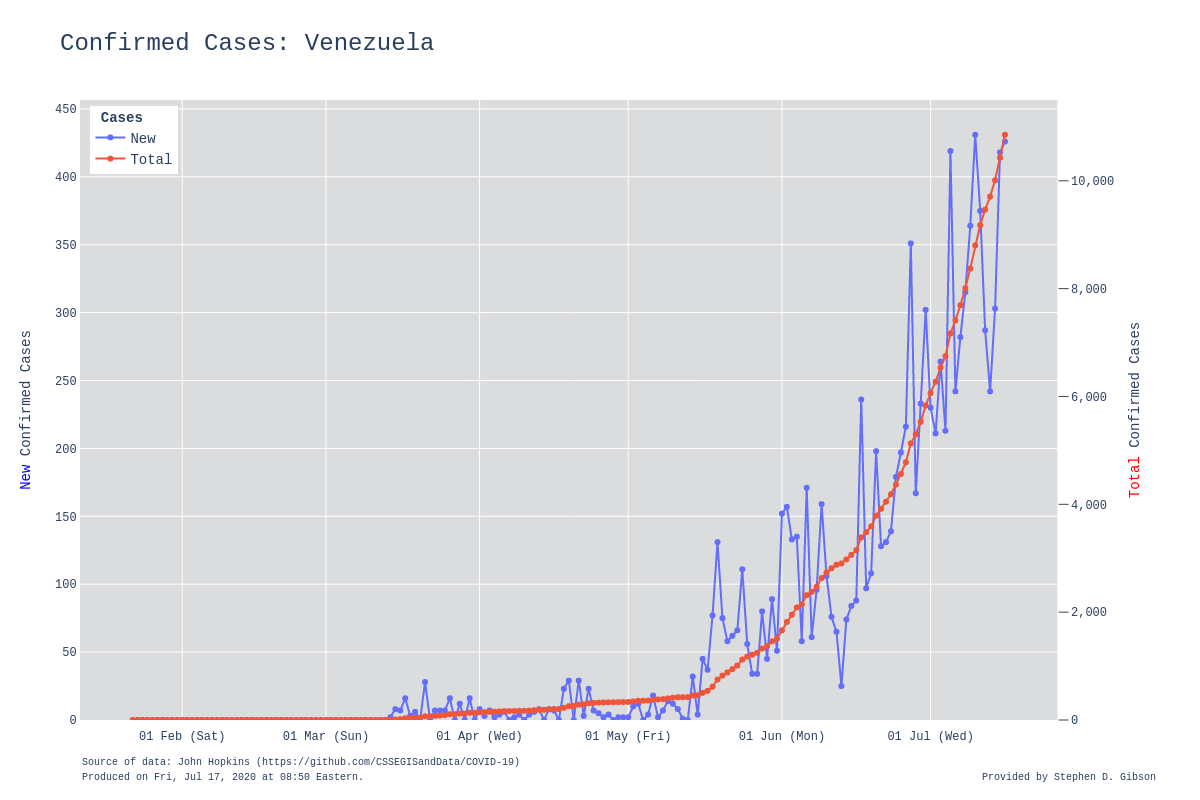 Confirmed Cases: Venezuela
Cases
New
Total
450
400
350
300
250
200
150
100
50
0
10,000
8,000
6,000
4,000
2,000
0
New Confirmed Cases
Total Confirmed Cases
01 Feb (Sat)
01 Mar (Sun)
01 Apr (Wed)
01 May (Fri)
01 Jun (Mon)
01 Jul (Wed)
Source of data: John Hopkins (https://github.com/CSSEGISandData/COVID-19)
Produced on Fri, Jul 17, 2020 at 08:50 Eastern.
Provided by Stephen D. Gibson